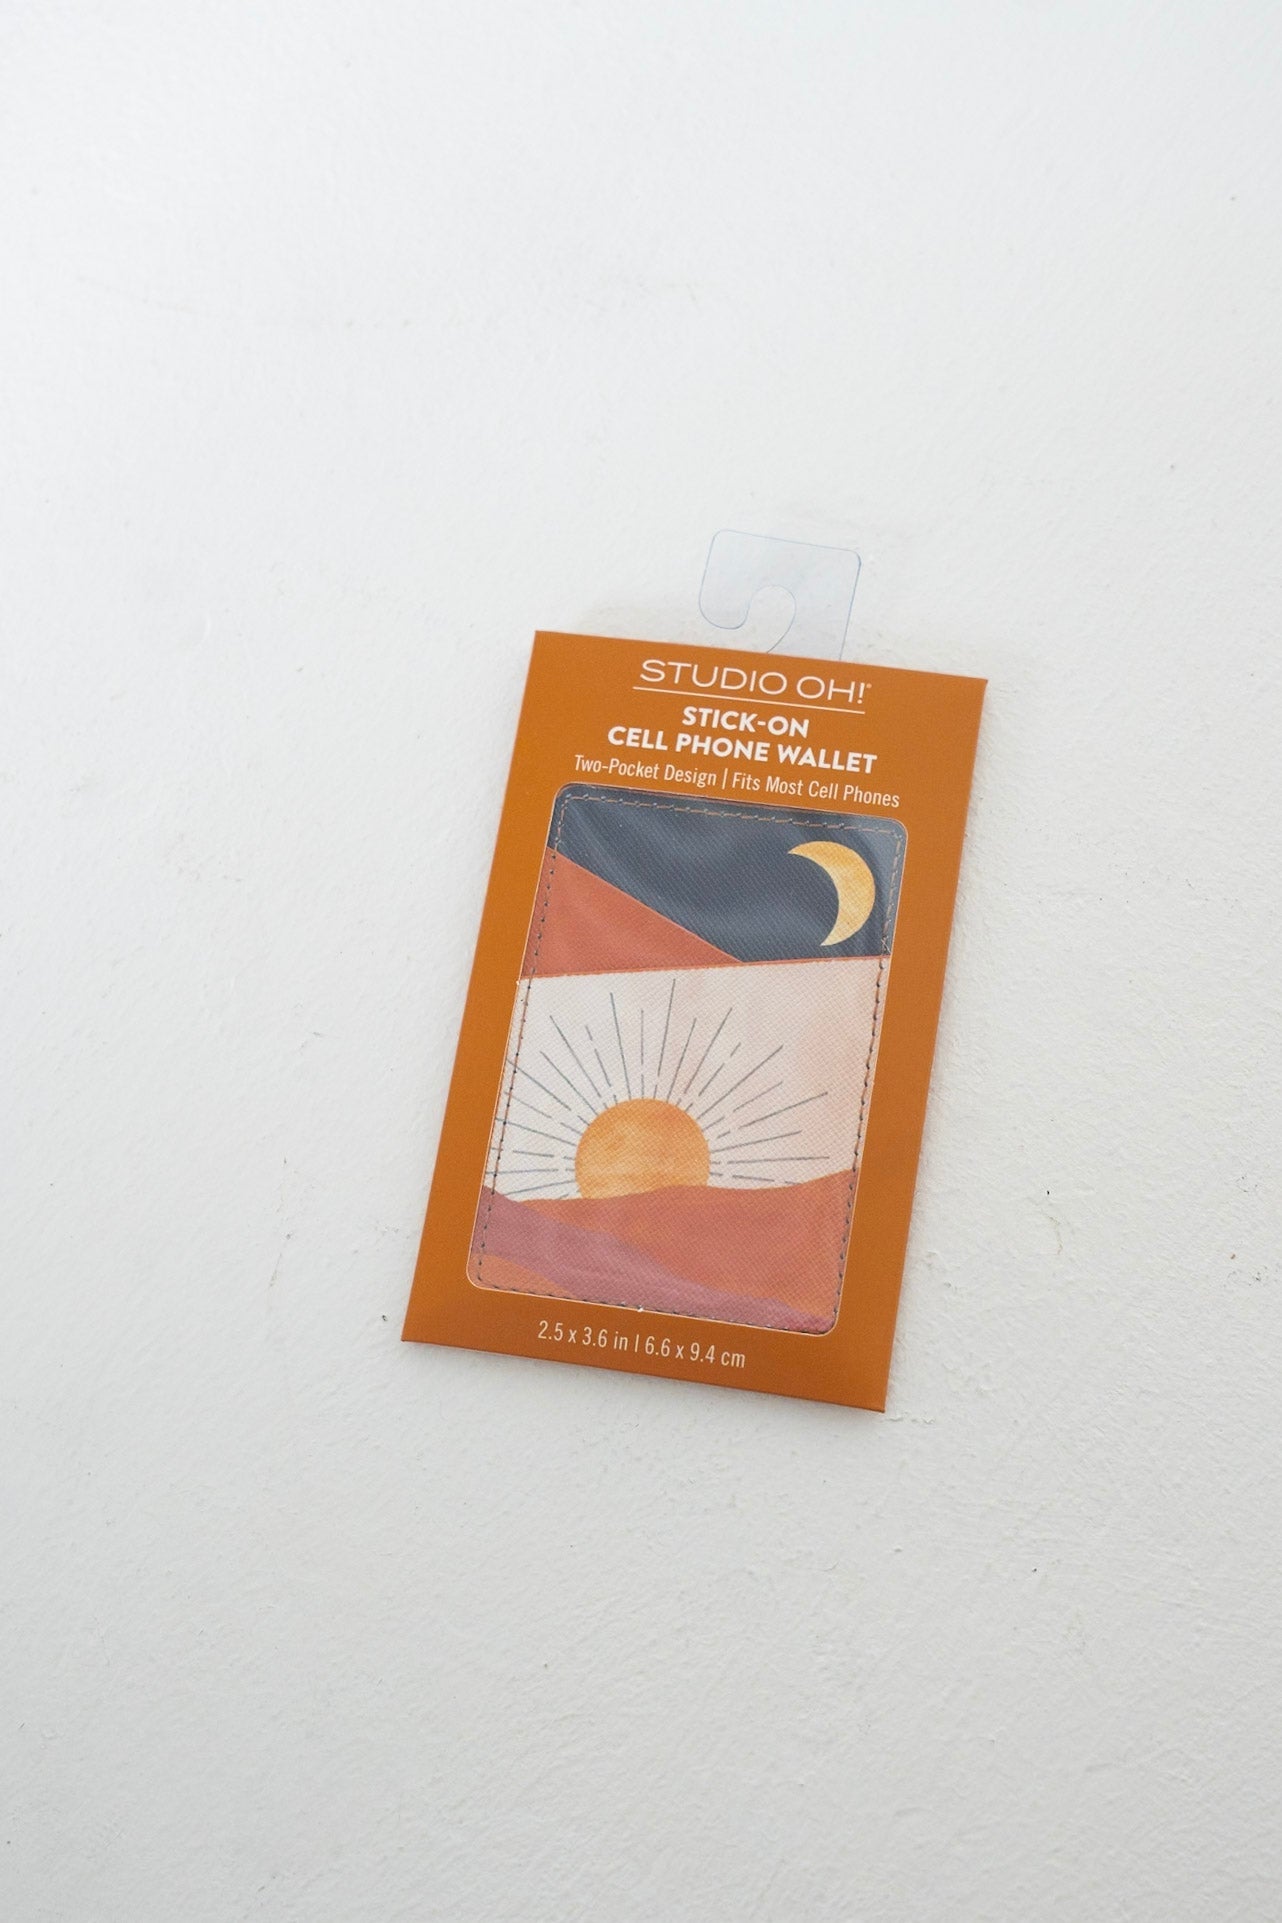 STUDIO OH!®
STICK-ON
CELL PHONE WALLET
Two-Pocket Design | Fits Most Cell Phones
2.5 x 3.6 in | 6.6 x 9.4 cm